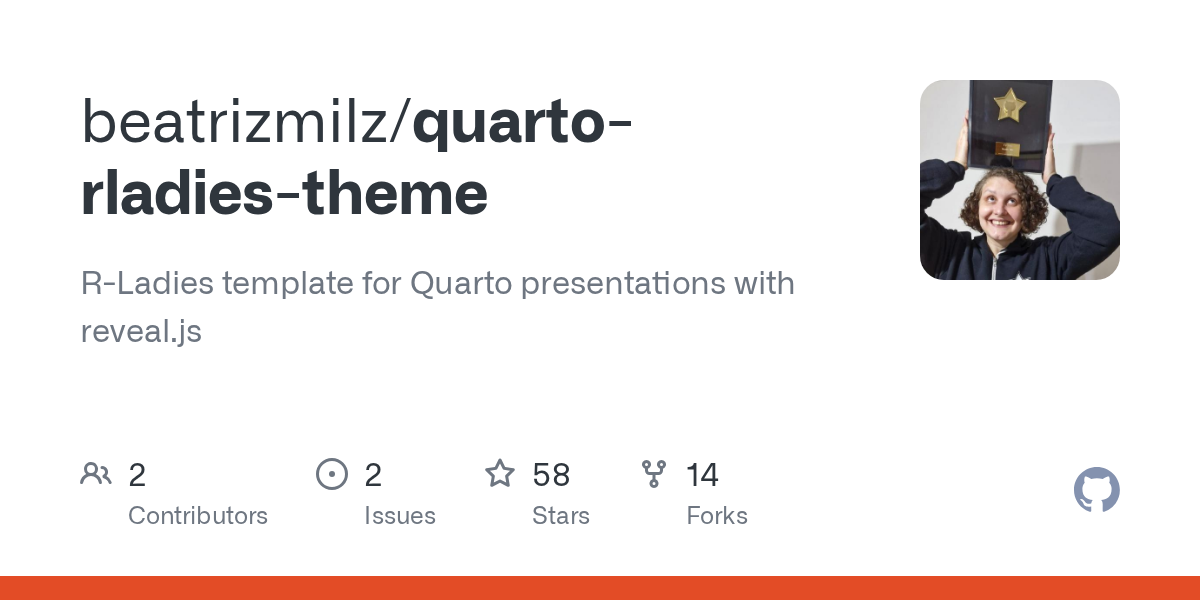 beatrizmilz/quarto-
rladies-theme
R-Ladies template for Quarto presentations with
reveal.js
2
Contributors
2
Issues
58
Stars
14
Forks